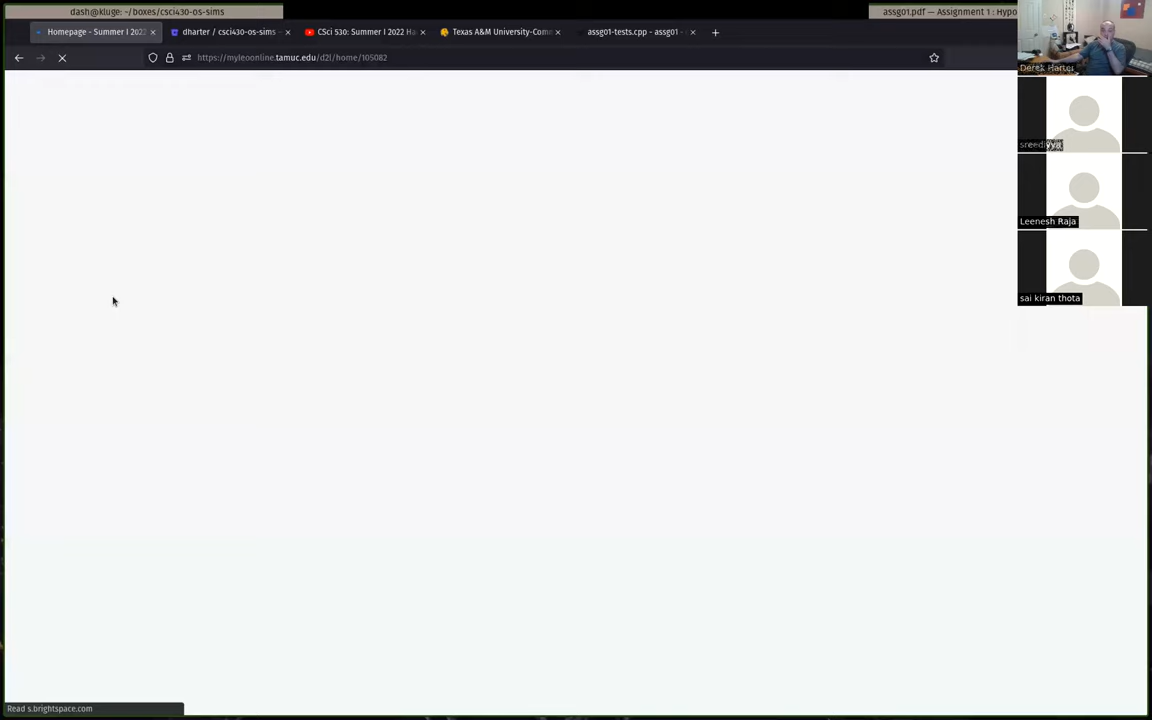 dash@kluge: ~/boxes/csci430-os-sims
assg01.pdf — Assignment 1 : Hypo
Homepage - Summer I 2022
dharter / csci430-os-sims —
CSci 530: Summer I 2022 Ha
Texas A&M University-Com
assg01-tests.cpp - assg01 -
https://myleoonline.tamuc.edu/d2l/home/105082
Derek Harter
sreedivya
Leenesh Raja
sai kiran thota
Read s.brightspace.com